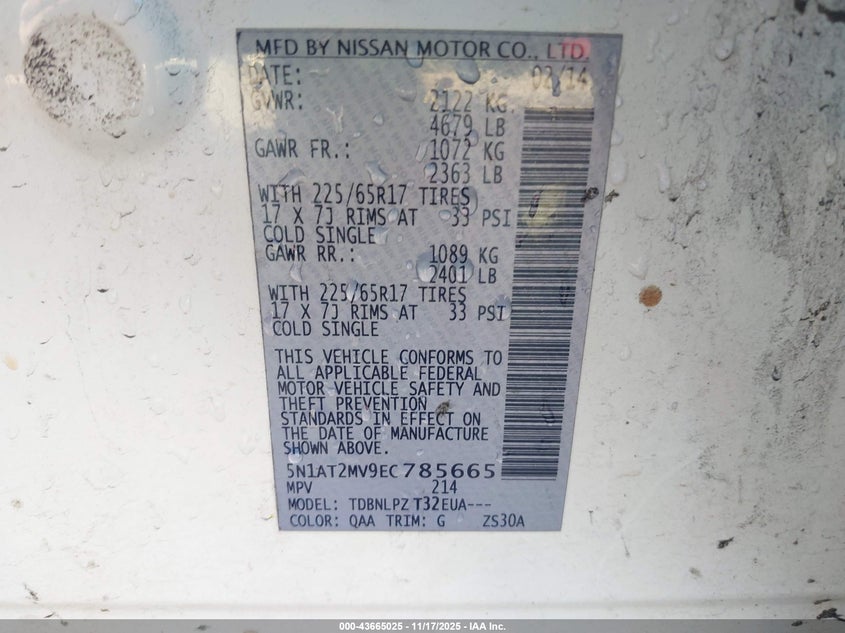 MFD BY NISSAN MOTOR CO., LTD.
DATE: 02/14
GVWR: 2122 KG
4679 LB
GAWR FR.: 1072 KG
2363 LB
WITH 225/65R17 TIRES
17 X 7J RIMS AT 33 PSI
COLD SINGLE
GAWR RR.: 1089 KG
2401 LB
WITH 225/65R17 TIRES
17 X 7J RIMS AT 33 PSI
COLD SINGLE
THIS VEHICLE CONFORMS TO
ALL APPLICABLE FEDERAL
MOTOR VEHICLE SAFETY AND
THEFT PREVENTION
STANDARDS IN EFFECT ON
THE DATE OF MANUFACTURE
SHOWN ABOVE.
5N1AT2MV9EC785665
MPV 214
MODEL: TDBNLPZ T32EUA---
COLOR: QAA TRIM: G ZS30A
000-43665025 - 11/17/2025 - IAA Inc.